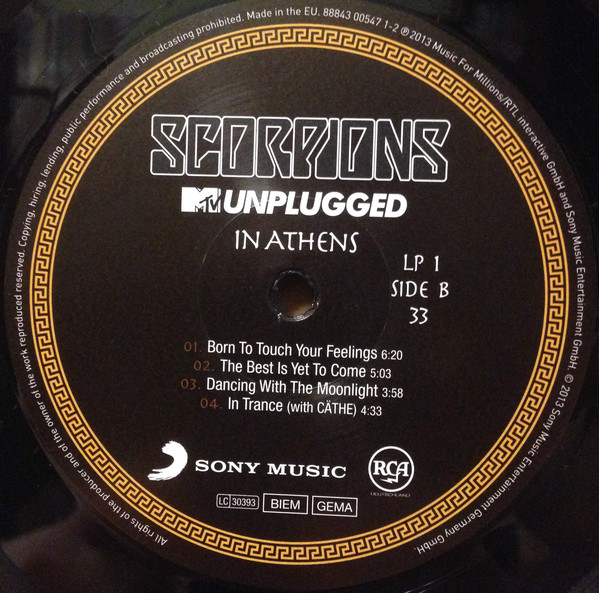 All rights of the producer and of the owner of the work reproduced reserved. Copying, hiring, lending, public performance and broadcasting prohibited. Made in the EU. 88843 00547 1-2 ℗ 2013 Music For Millions/RTL interactive GmbH and Sony Music Entertainment GmbH. © 2013 Sony Music Entertainment Germany GmbH.
SCORPIONS
MTV UNPLUGGED
IN ATHENS
LP 1
SIDE B
33
01. Born To Touch Your Feelings 6:20
02. The Best Is Yet To Come 5:03
03. Dancing With The Moonlight 3:58
04. In Trance (with CÄTHE) 4:33
SONY MUSIC
RCA
DEUTSCHLAND
LC 30393
BIEM
GEMA